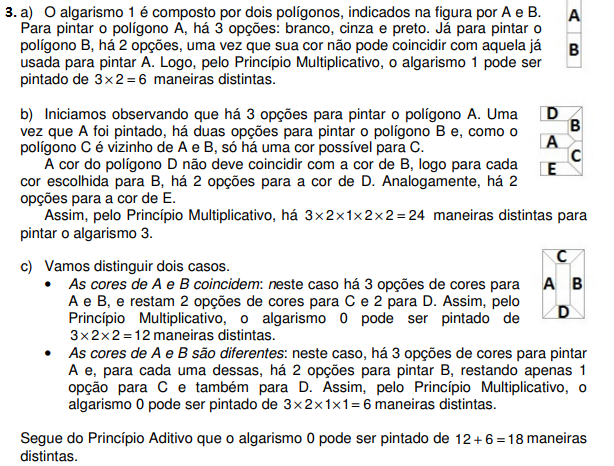 3. a) O algarismo 1 é composto por dois polígonos, indicados na figura por A e B.
Para pintar o polígono A, há 3 opções: branco, cinza e preto. Já para pintar o
polígono B, há 2 opções, uma vez que sua cor não pode coincidir com aquela já
usada para pintar A. Logo, pelo Princípio Multiplicativo, o algarismo 1 pode ser
pintado de 3×2=6 maneiras distintas.
A
B
b) Iniciamos observando que há 3 opções para pintar o polígono A. Uma
vez que A foi pintado, há duas opções para pintar o polígono B e, como o
polígono C é vizinho de A e B, só há uma cor possível para C.
A cor do polígono D não deve coincidir com a cor de B, logo para cada
cor escolhida para B, há 2 opções para a cor de D. Analogamente, há 2
opções para a cor de E.
Assim, pelo Princípio Multiplicativo, há 3×2×1×2×2=24 maneiras distintas para
pintar o algarismo 3.
D
B
A
C
E
c) Vamos distinguir dois casos.
• As cores de A e B coincidem: neste caso há 3 opções de cores para
A e B, e restam 2 opções de cores para C e 2 para D. Assim, pelo
Princípio Multiplicativo, o algarismo 0 pode ser pintado de
3×2×2=12 maneiras distintas.
• As cores de A e B são diferentes: neste caso, há 3 opções de cores para pintar
A e, para cada uma dessas, há 2 opções para pintar B, restando apenas 1
opção para C e também para D. Assim, pelo Princípio Multiplicativo, o
algarismo 0 pode ser pintado de 3×2×1×1=6 maneiras distintas.
C
A B
D
Segue do Princípio Aditivo que o algarismo 0 pode ser pintado de 12+6=18 maneiras
distintas.